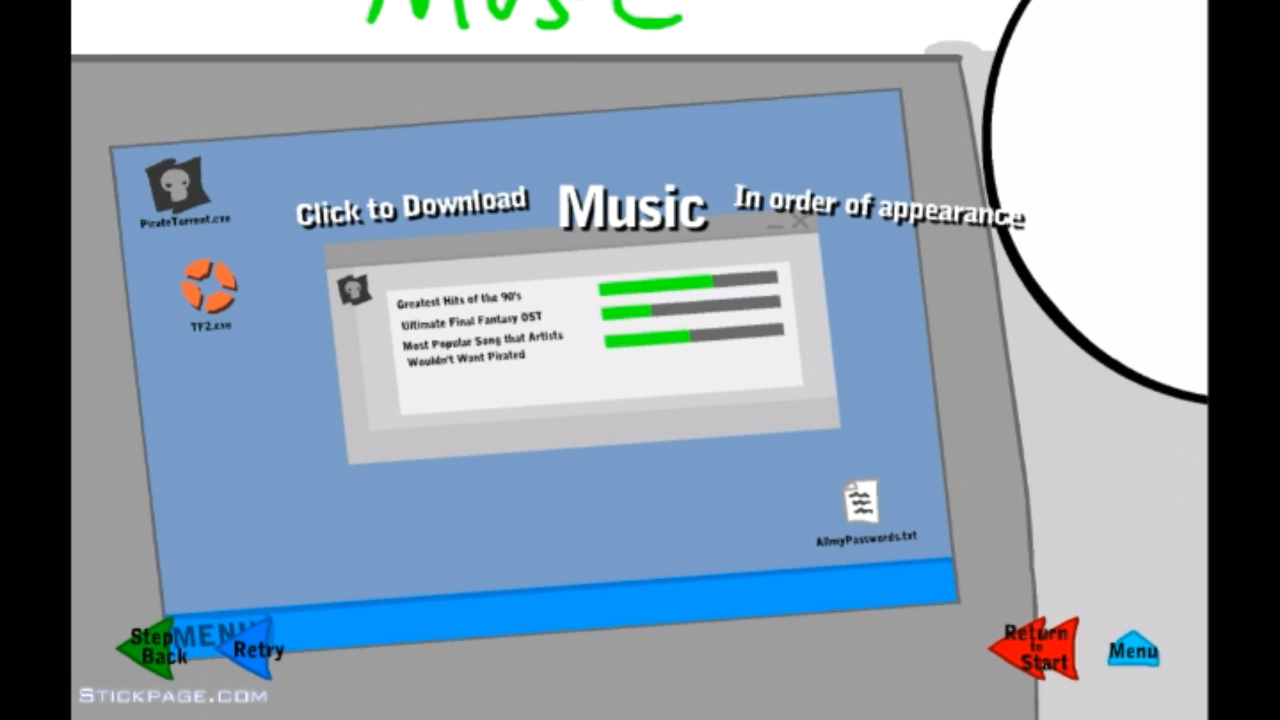 Music
PirateTorrent.exe
Click to Download
Music
In order of appearance
Greatest Hits of the 90's
Ultimate Final Fantasy OST
Most Popular Song that Artists
Wouldn't Want Pirated
TF2.exe
AllmyPasswords.txt
MENU
Step
Back
Retry
Return
to
Start
Menu
STICKPAGE.COM